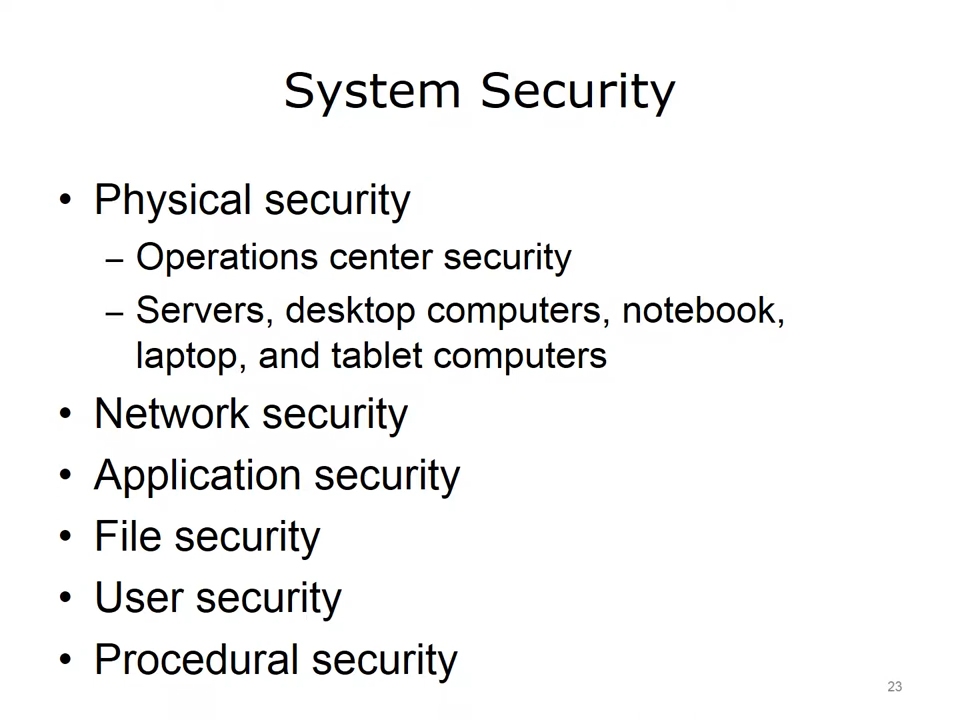 System Security
• Physical security
– Operations center security
– Servers, desktop computers, notebook,
laptop, and tablet computers
• Network security
• Application security
• File security
• User security
• Procedural security
23